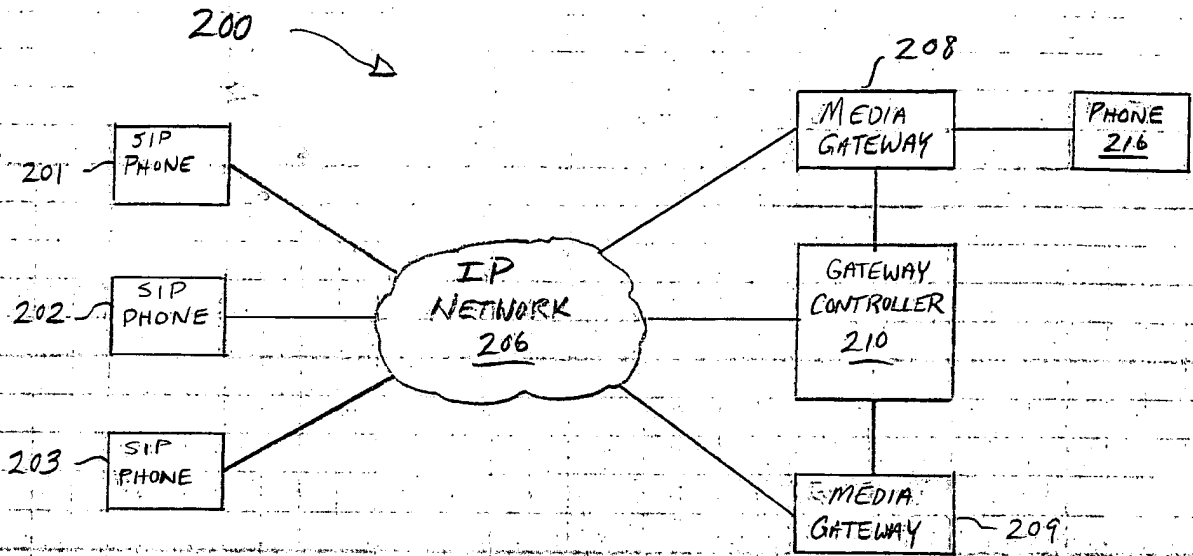 200
208
MEDIA
GATEWAY
PHONE
216
SIP
PHONE
201
IP
NETWORK
206
GATEWAY
CONTROLLER
210
SIP
PHONE
202
SIP
PHONE
203
MEDIA
GATEWAY
209